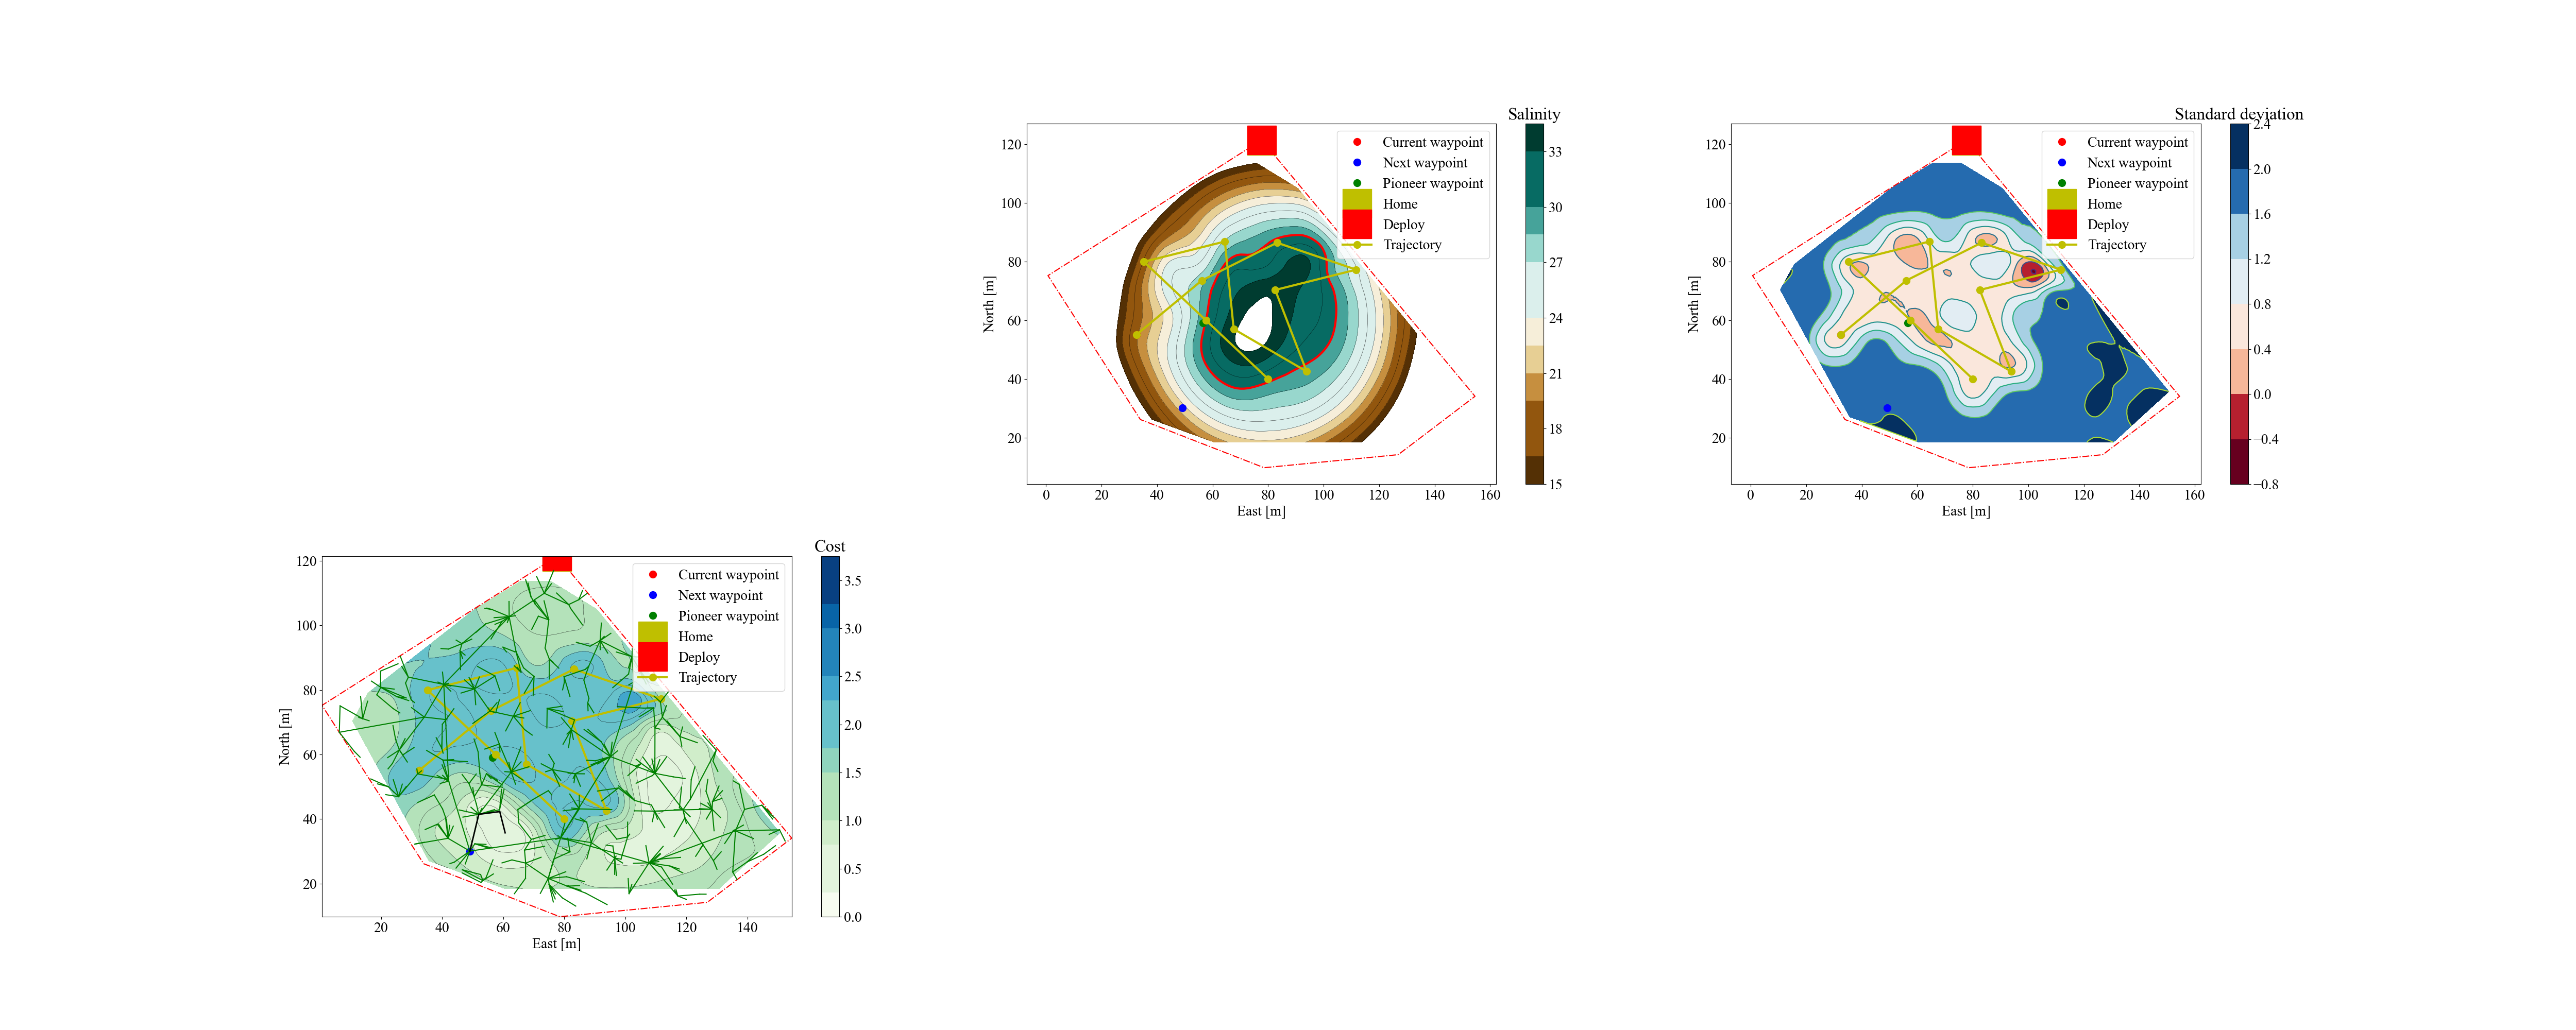 Salinity
120
100
80
60
40
20
North [m]
0 20 40 60 80 100 120 140 160
East [m]
Current waypoint
Next waypoint
Pioneer waypoint
Home
Deploy
Trajectory
33
30
27
24
21
18
15
Standard deviation
120
100
80
60
40
20
North [m]
0 20 40 60 80 100 120 140 160
East [m]
Current waypoint
Next waypoint
Pioneer waypoint
Home
Deploy
Trajectory
2.4
2.0
1.6
1.2
0.8
0.4
0.0
−0.4
−0.8
Cost
120
100
80
60
40
20
North [m]
20 40 60 80 100 120 140
East [m]
Current waypoint
Next waypoint
Pioneer waypoint
Home
Deploy
Trajectory
3.5
3.0
2.5
2.0
1.5
1.0
0.5
0.0